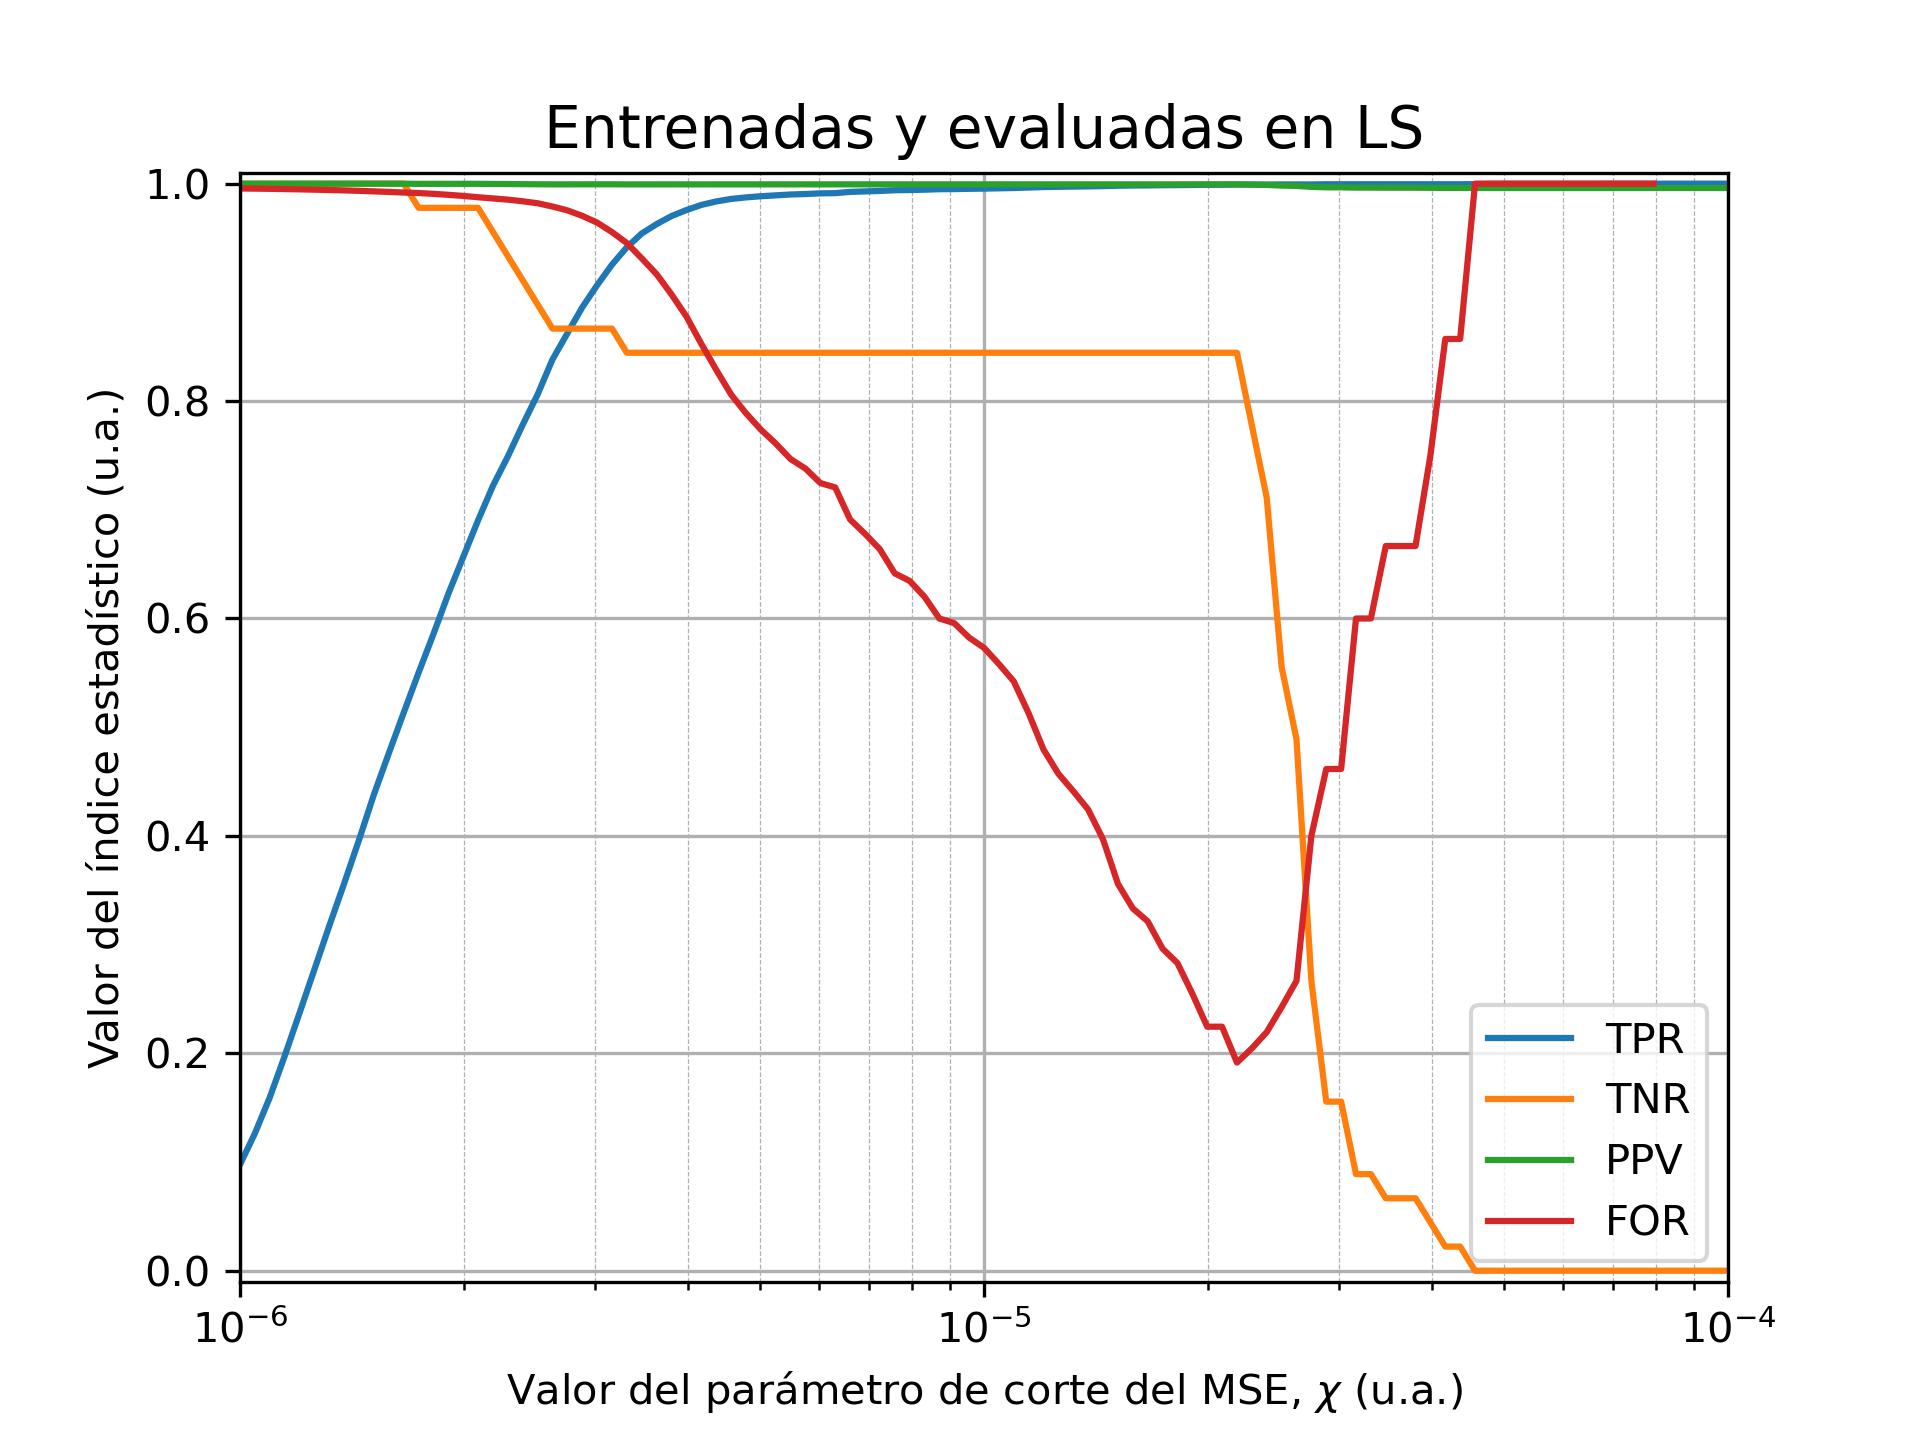 Entrenadas y evaluadas en LS
Valor del índice estadístico (u.a.)
1.0
0.8
0.6
0.4
0.2
0.0
TPR
TNR
PPV
FOR
10⁻⁶
10⁻⁵
10⁻⁴
Valor del parámetro de corte del MSE, χ (u.a.)